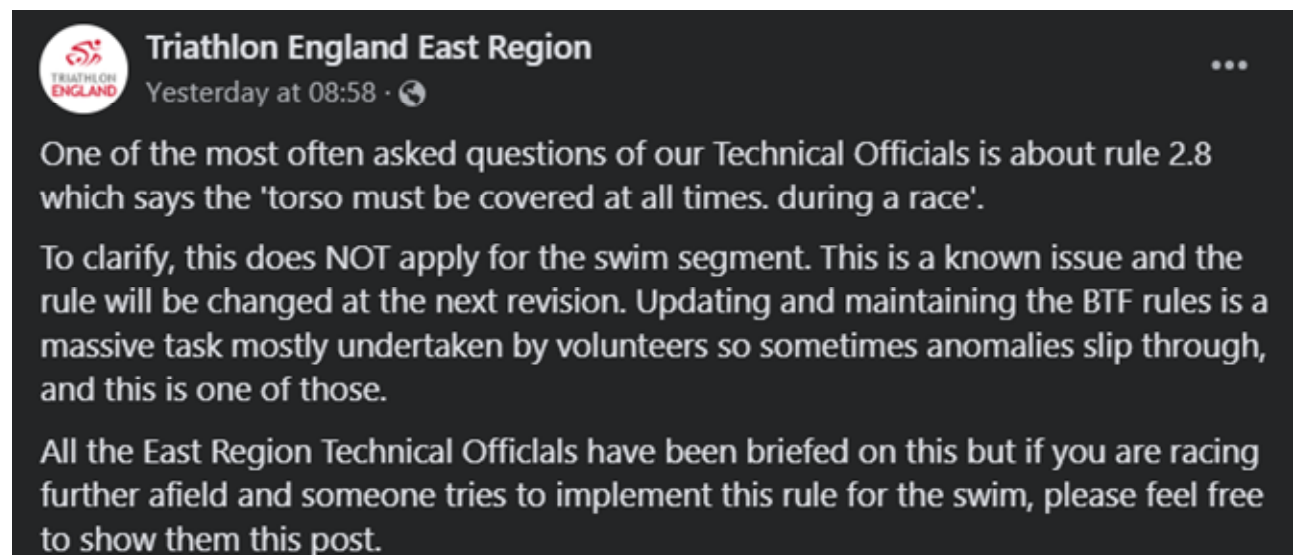 TRIATHLON
ENGLAND
Triathlon England East Region
Yesterday at 08:58 ·
One of the most often asked questions of our Technical Officials is about rule 2.8
which says the 'torso must be covered at all times. during a race'.
To clarify, this does NOT apply for the swim segment. This is a known issue and the
rule will be changed at the next revision. Updating and maintaining the BTF rules is a
massive task mostly undertaken by volunteers so sometimes anomalies slip through,
and this is one of those.
All the East Region Technical Officlals have been briefed on this but if you are racing
further afield and someone tries to implement this rule for the swim, please feel free
to show them this post.